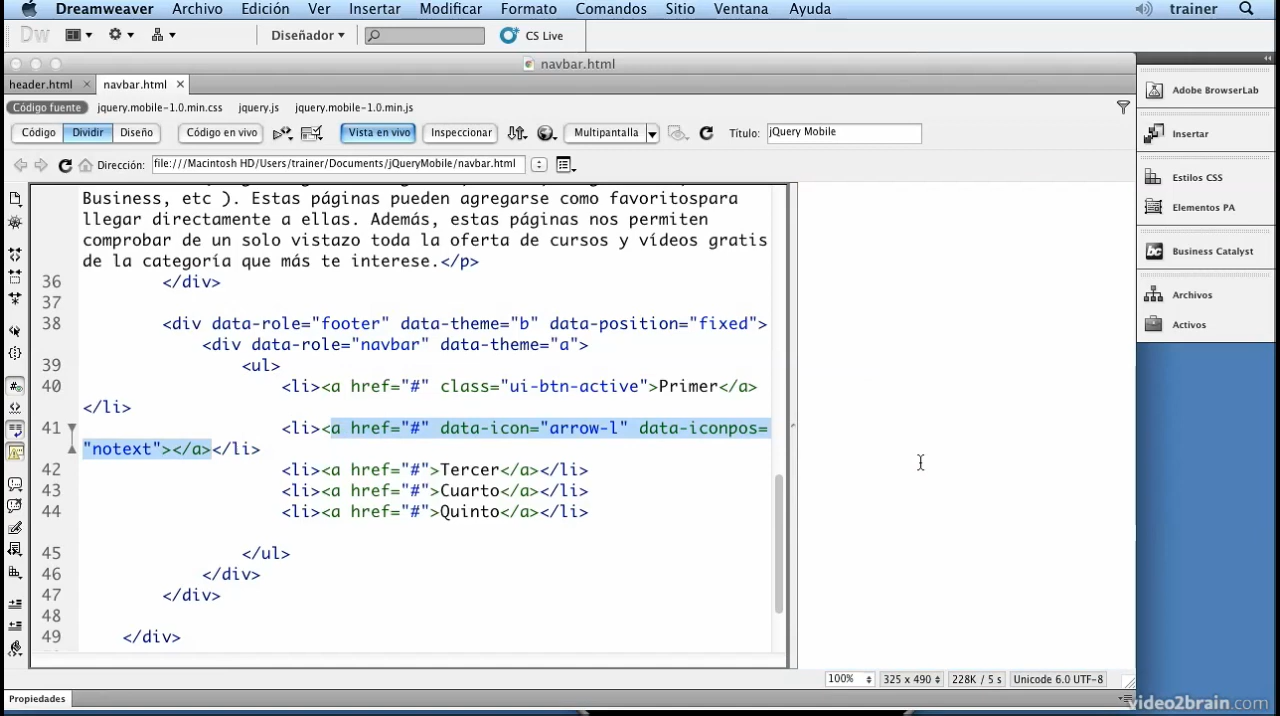 Dreamweaver Archivo Edición Ver Insertar Modificar Formato Comandos Sitio Ventana Ayuda trainer
Dw Diseñador CS Live
navbar.html
header.html navbar.html
Código fuente jquery.mobile-1.0.min.css jquery.js jquery.mobile-1.0.min.js
Código Dividir Diseño Código en vivo Vista en vivo Inspeccionar Multipantalla Título: jQuery Mobile
Dirección: file:///Macintosh HD/Users/trainer/Documents/jQueryMobile/navbar.html
Business, etc ). Estas páginas pueden agregarse como favoritospara
llegar directamente a ellas. Además, estas páginas nos permiten
comprobar de un solo vistazo toda la oferta de cursos y vídeos gratis
de la categoría que más te interese.</p>
36 </div>
37
38 <div data-role="footer" data-theme="b" data-position="fixed">
<div data-role="navbar" data-theme="a">
39 <ul>
40 <li><a href="#" class="ui-btn-active">Primer</a>
</li>
41 <li><a href="#" data-icon="arrow-l" data-iconpos=
"notext"></a></li>
42 <li><a href="#">Tercer</a></li>
43 <li><a href="#">Cuarto</a></li>
44 <li><a href="#">Quinto</a></li>
45 </ul>
46 </div>
47 </div>
48
49 </div>
100% 325 x 490 228K / 5 s Unicode 6.0 UTF-8
Propiedades
Adobe BrowserLab
Insertar
Estilos CSS
Elementos PA
bc Business Catalyst
Archivos
Activos
video2brain.com